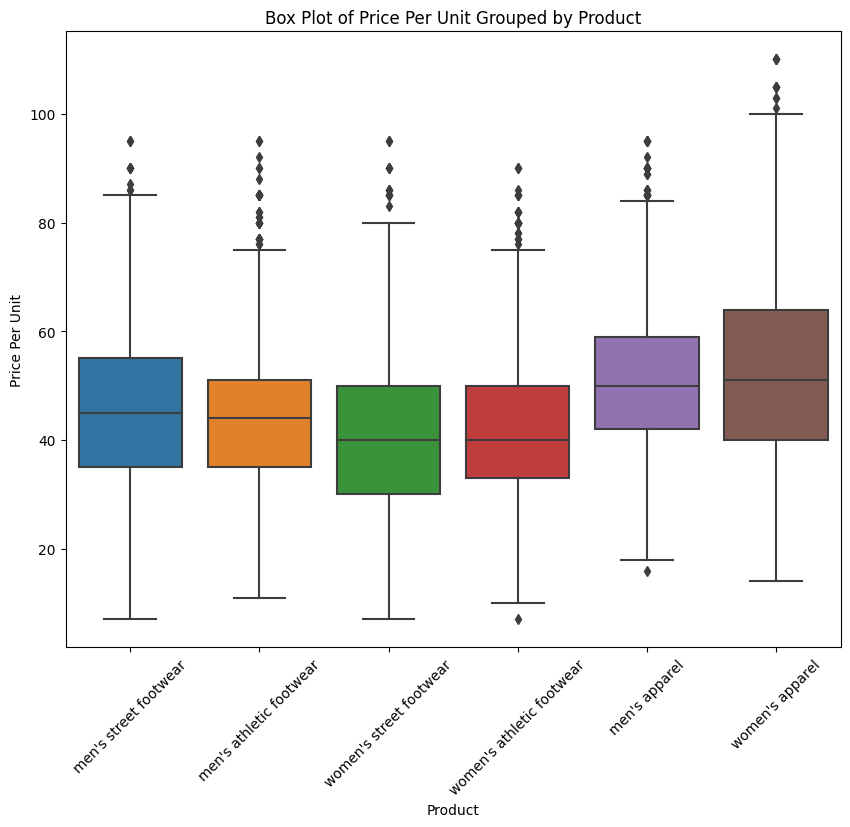 Box Plot of Price Per Unit Grouped by Product
Price Per Unit
100
80
60
40
20
men's street footwear
men's athletic footwear
women's street footwear
women's athletic footwear
men's apparel
women's apparel
Product